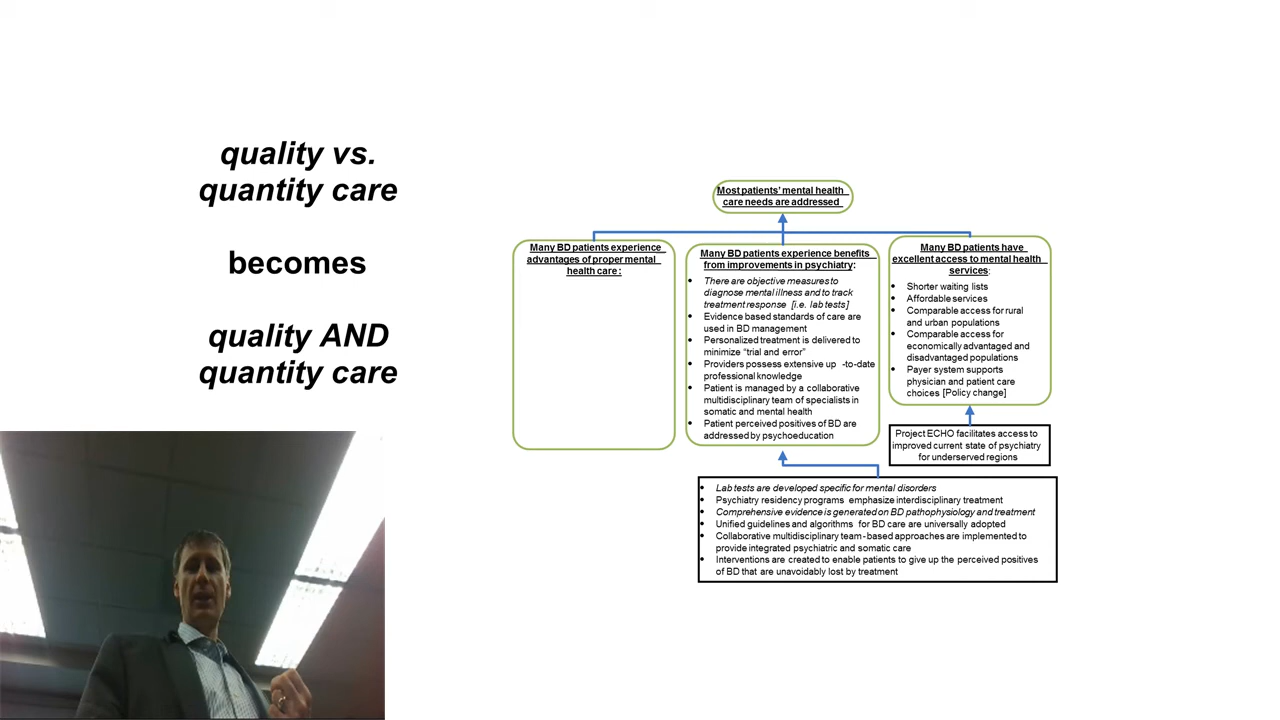 quality vs.
quantity care
becomes
quality AND
quantity care
Most patients' mental health
care needs are addressed
Many BD patients experience
advantages of proper mental
health care :
Many BD patients experience benefits
from improvements in psychiatry:
• There are objective measures to
diagnose mental illness and to track
treatment response [i.e. lab tests]
• Evidence based standards of care are
used in BD management
• Personalized treatment is delivered to
minimize “trial and error”
• Providers possess extensive up -to-date
professional knowledge
• Patient is managed by a collaborative
multidisciplinary team of specialists in
somatic and mental health
• Patient perceived positives of BD are
addressed by psychoeducation
Many BD patients have
excellent access to mental health
services:
• Shorter waiting lists
• Affordable services
• Comparable access for rural
and urban populations
• Comparable access for
economically advantaged and
disadvantaged populations
• Payer system supports
physician and patient care
choices [Policy change]
Project ECHO facilitates access to
improved current state of psychiatry
for underserved regions
• Lab tests are developed specific for mental disorders
• Psychiatry residency programs emphasize interdisciplinary treatment
• Comprehensive evidence is generated on BD pathophysiology and treatment
• Unified guidelines and algorithms for BD care are universally adopted
• Collaborative multidisciplinary team-based approaches are implemented to
provide integrated psychiatric and somatic care
• Interventions are created to enable patients to give up the perceived positives
of BD that are unavoidably lost by treatment